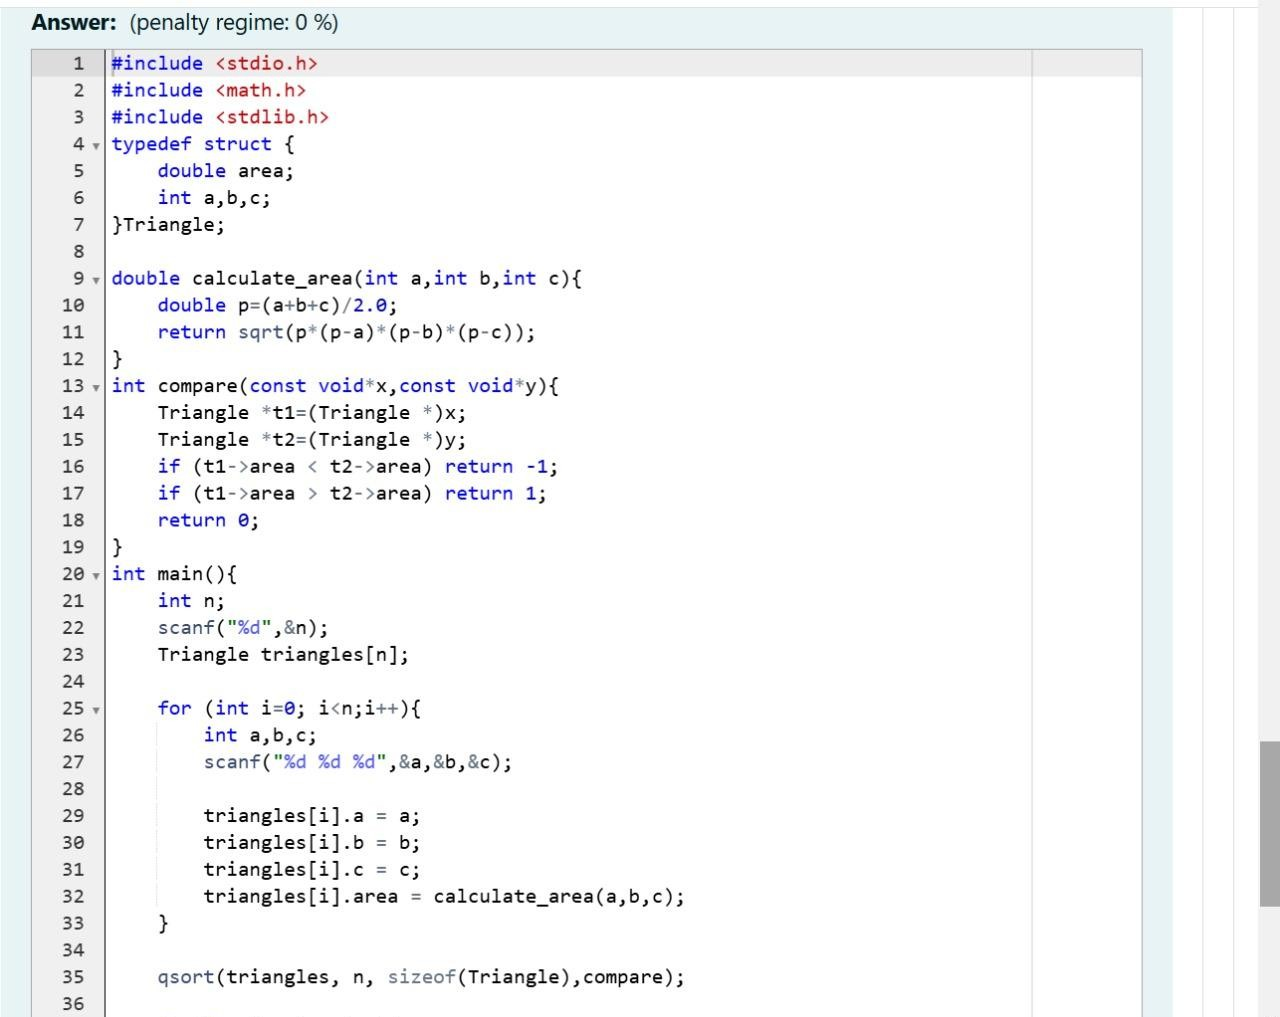 Answer: (penalty regime: 0 %)
1 #include <stdio.h>
2 #include <math.h>
3 #include <stdlib.h>
4 typedef struct {
5     double area;
6     int a,b,c;
7 }Triangle;
8
9 double calculate_area(int a,int b,int c){
10     double p=(a+b+c)/2.0;
11     return sqrt(p*(p-a)*(p-b)*(p-c));
12 }
13 int compare(const void*x,const void*y){
14     Triangle *t1=(Triangle *)x;
15     Triangle *t2=(Triangle *)y;
16     if (t1->area < t2->area) return -1;
17     if (t1->area > t2->area) return 1;
18     return 0;
19 }
20 int main(){
21     int n;
22     scanf("%d",&n);
23     Triangle triangles[n];
24
25     for (int i=0; i<n;i++){
26         int a,b,c;
27         scanf("%d %d %d",&a,&b,&c);
28
29         triangles[i].a = a;
30         triangles[i].b = b;
31         triangles[i].c = c;
32         triangles[i].area = calculate_area(a,b,c);
33     }
34
35     qsort(triangles, n, sizeof(Triangle),compare);
36